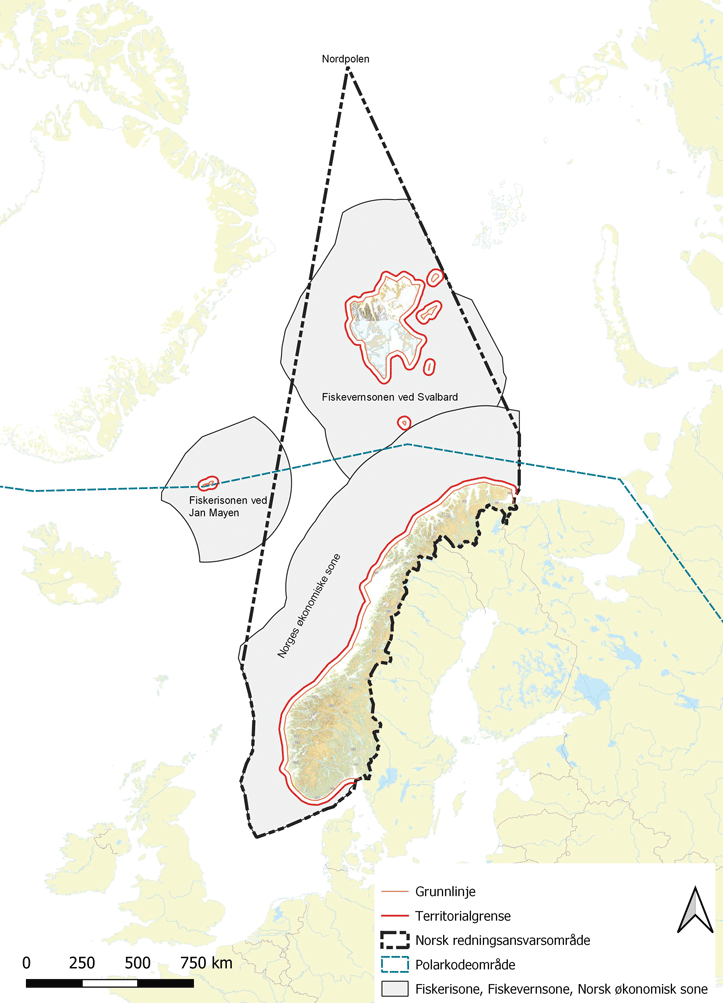 Nordpolen
Fiskevernsonen ved Svalbard
Fiskerisonen ved
Jan Mayen
Norges økonomiske sone
Grunnlinje
Territorialgrense
Norsk redningsansvarsområde
Polarkodeområde
Fiskerisone, Fiskevernsone, Norsk økonomisk sone
0 250 500 750 km